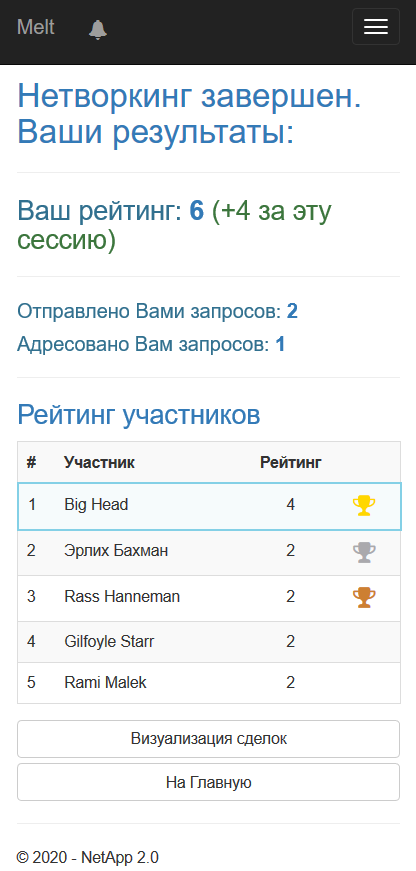 Melt
Нетворкинг завершен.
Ваши результаты:
Ваш рейтинг: 6 (+4 за эту
сессию)
Отправлено Вами запросов: 2
Адресовано Вам запросов: 1
Рейтинг участников
# Участник Рейтинг
1 Big Head 4
2 Эрлих Бахман 2
3 Rass Hanneman 2
4 Gilfoyle Starr 2
5 Rami Malek 2
Визуализация сделок
На Главную
© 2020 - NetApp 2.0